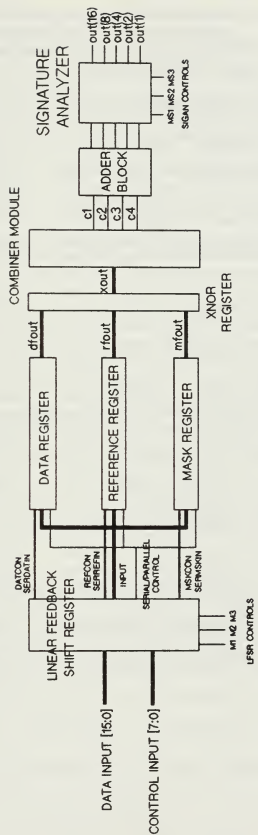 DATA INPUT [15:0]
CONTROL INPUT [7:0]
LINEAR FEEDBACK
SHIFT REGISTER
M1 M2 M3
LFSR CONTROLS
DATCON
SERDATIN
REFCON
SERREFIN
INPUT
SERIAL/PARALLEL
CONTROL
MSKCON
SERMSKIN
DATA REGISTER
REFERENCE REGISTER
MASK REGISTER
dfout
rfout
mfout
XNOR
REGISTER
xout
COMBINER MODULE
c1
c2
c3
c4
ADDER
BLOCK
SIGNATURE
ANALYZER
MS1 MS2 MS3
SIGAN CONTROLS
out(16)
out(8)
out(4)
out(2)
out(1)